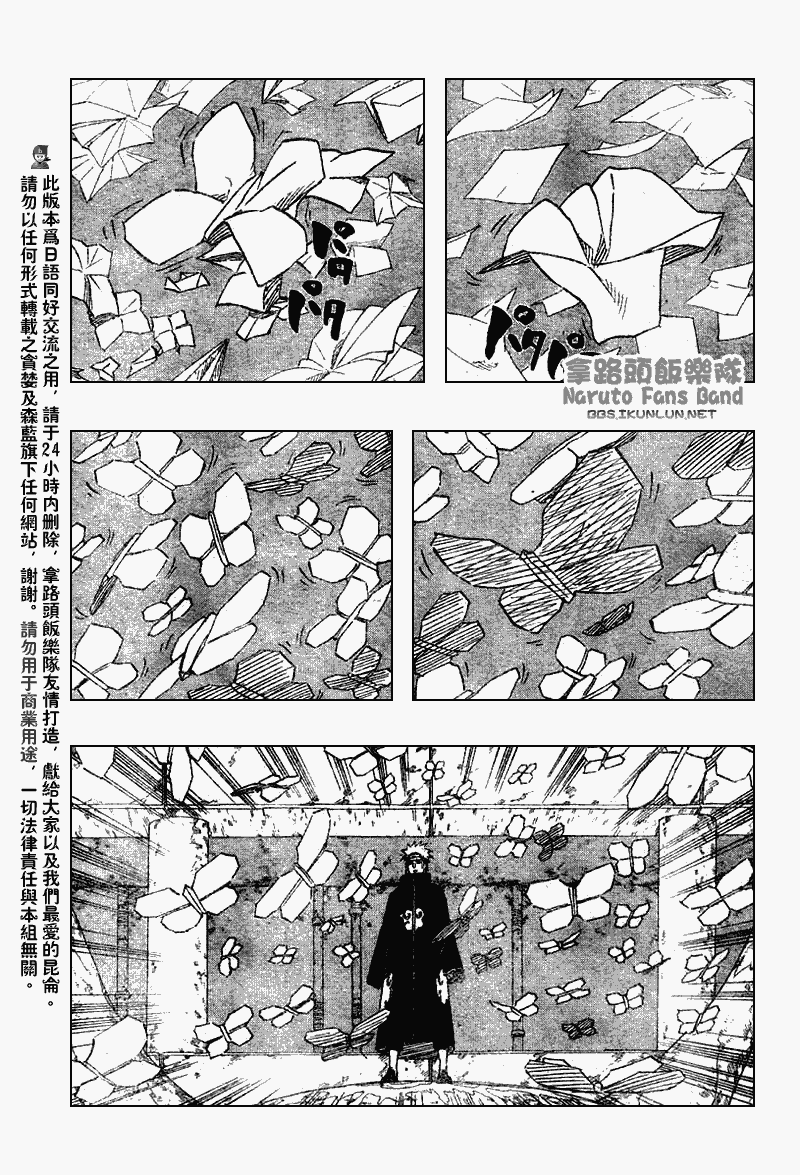 パタ
パタ
パタ
パタ
拿路頭飯樂隊
Naruto Fans Band
BBS.IKUNLUN.NET
此版本爲日語同好交流之用，請于24小時内删除，拿路頭飯樂隊友情打造，獻給大家以及我們最愛的昆侖。
請勿以任何形式轉載之貪婪及森藍旗下任何網站，謝謝。請勿用于商業用途，一切法律責任與本組無關。